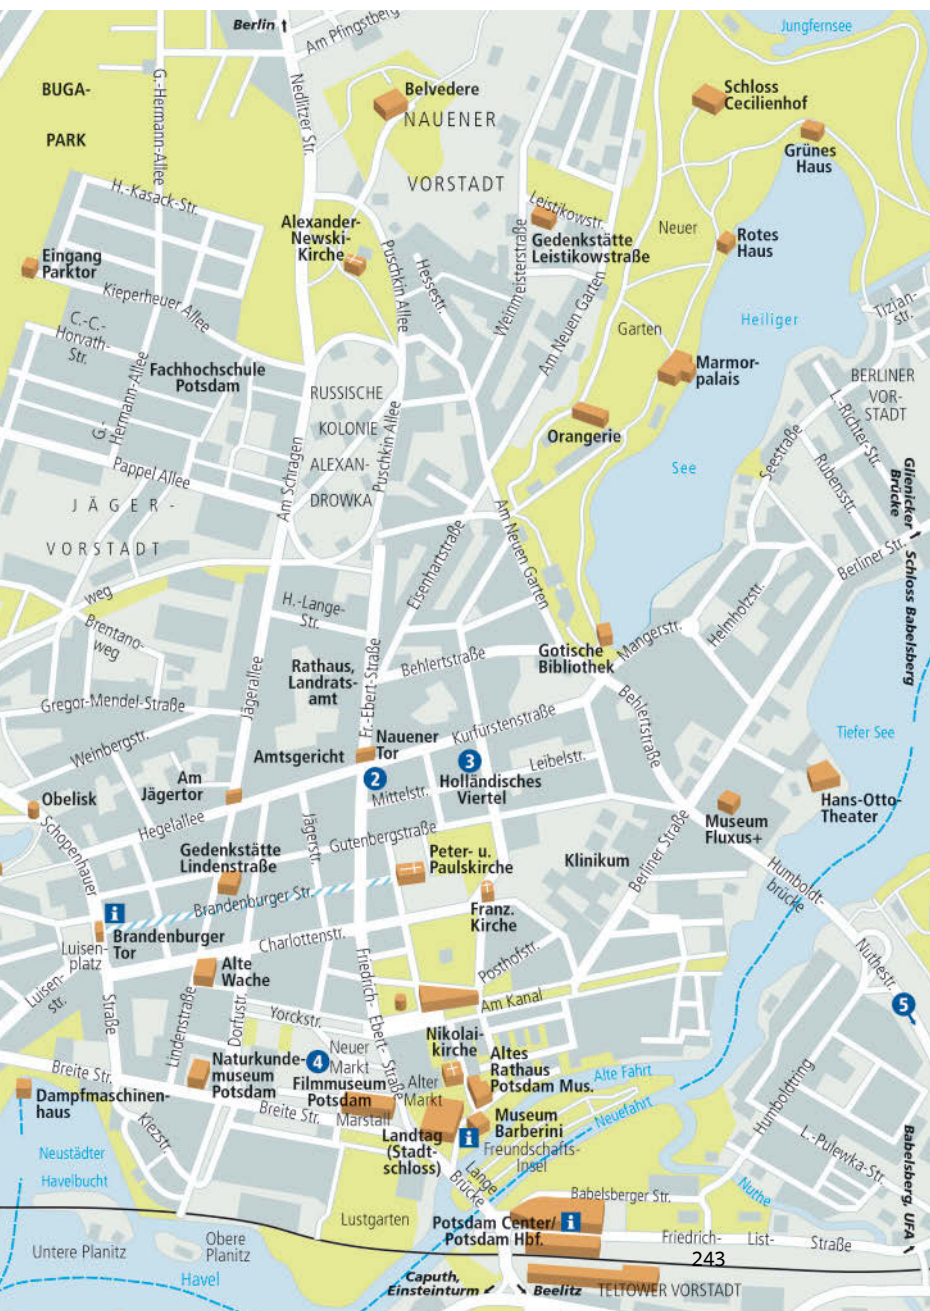 Berlin
Am Pfingstberg
Jungfernsee
BUGA-
PARK
G.-Hermann-Allee
Nedlitzer Str.
Belvedere
NAUENER
VORSTADT
Schloss
Cecilienhof
Grünes
Haus
H.-Kasack-Str.
Leistikowstr.
Gedenkstätte
Leistikowstraße
Neuer
Garten
Rotes
Haus
Alexander-
Newski-
Kirche
Puschkin Allee
Hessestr.
Weinmeisterstraße
Am Neuen Garten
Eingang
Parktor
Kieperheuer Allee
C.-C.-
Horvath-
Str.
Heiliger
See
Tizian-
str.
Fachhochschule
Potsdam
G.-
Hermann-Allee
RUSSISCHE
KOLONIE
ALEXAN-
DROWKA
Puschkin Allee
Marmor-
palais
BERLINER
VOR-
STADT
Orangerie
Am Schragen
Pappel Allee
JÄGER-
VORSTADT
Seestraße
L.-Richter-Str.
Rubensstr.
Glienicker
Brücke
Schloss Babelsberg
Berliner Str.
Am Neuen Garten
Eisenhartstraße
weg
H.-Lange-
Str.
Brentano-
weg
Helmholzstr.
Mangerstr.
Gotische
Bibliothek
Behlertstraße
Rathaus,
Landrats-
amt
Fr.-Ebert-Straße
Jägerallee
Gregor-Mendel-Straße
Behlertstraße
Kurfürstenstraße
Tiefer See
Weinbergstr.
Amtsgericht
Nauener
Tor
2
3
Holländisches
Viertel
Leibelstr.
Mittelstr.
Am
Jägertor
Obelisk
Hegelallee
Schopenhauer
Straße
Hans-Otto-
Theater
Museum
Fluxus+
Jägerstr.
Gutenbergstraße
Gedenkstätte
Lindenstraße
Peter- u.
Paulskirche
Klinikum
Berliner Straße
Humboldt-
brücke
Brandenburger Str.
i
Brandenburger
Tor
Franz.
Kirche
Charlottenstr.
Luisen-
platz
Luisen-
str.
Posthofstr.
Nuthestr.
5
Alte
Wache
Friedrich-Ebert-Straße
Am Kanal
Lindenstraße
Dortustr.
Yorckstr.
Nikolai-
kirche
Neuer
Markt
4
Naturkunde-
museum
Potsdam
Filmmuseum
Potsdam
Marstall
Altes
Rathaus
Potsdam Mus.
Alte Fahrt
Alter
Markt
Breite Str.
Dampfmaschinen-
haus
Breite Str.
Neuefahrt
Humboldtring
Museum
Barberini
Landtag
(Stadt-
schloss)
i
Freundschafts-
Insel
Kiezstr.
L.-Pulewka-Str.
Babelsberg, UFA
Neustädter
Havelbucht
Lange
Brücke
Babelsberger Str.
Nuthe
Lustgarten
Potsdam Center/
Potsdam Hbf.
i
Friedrich-List-Straße
Untere Planitz
Obere
Planitz
Havel
243
Caputh,
Einsteinturm
Beelitz
TELTOWER VORSTADT